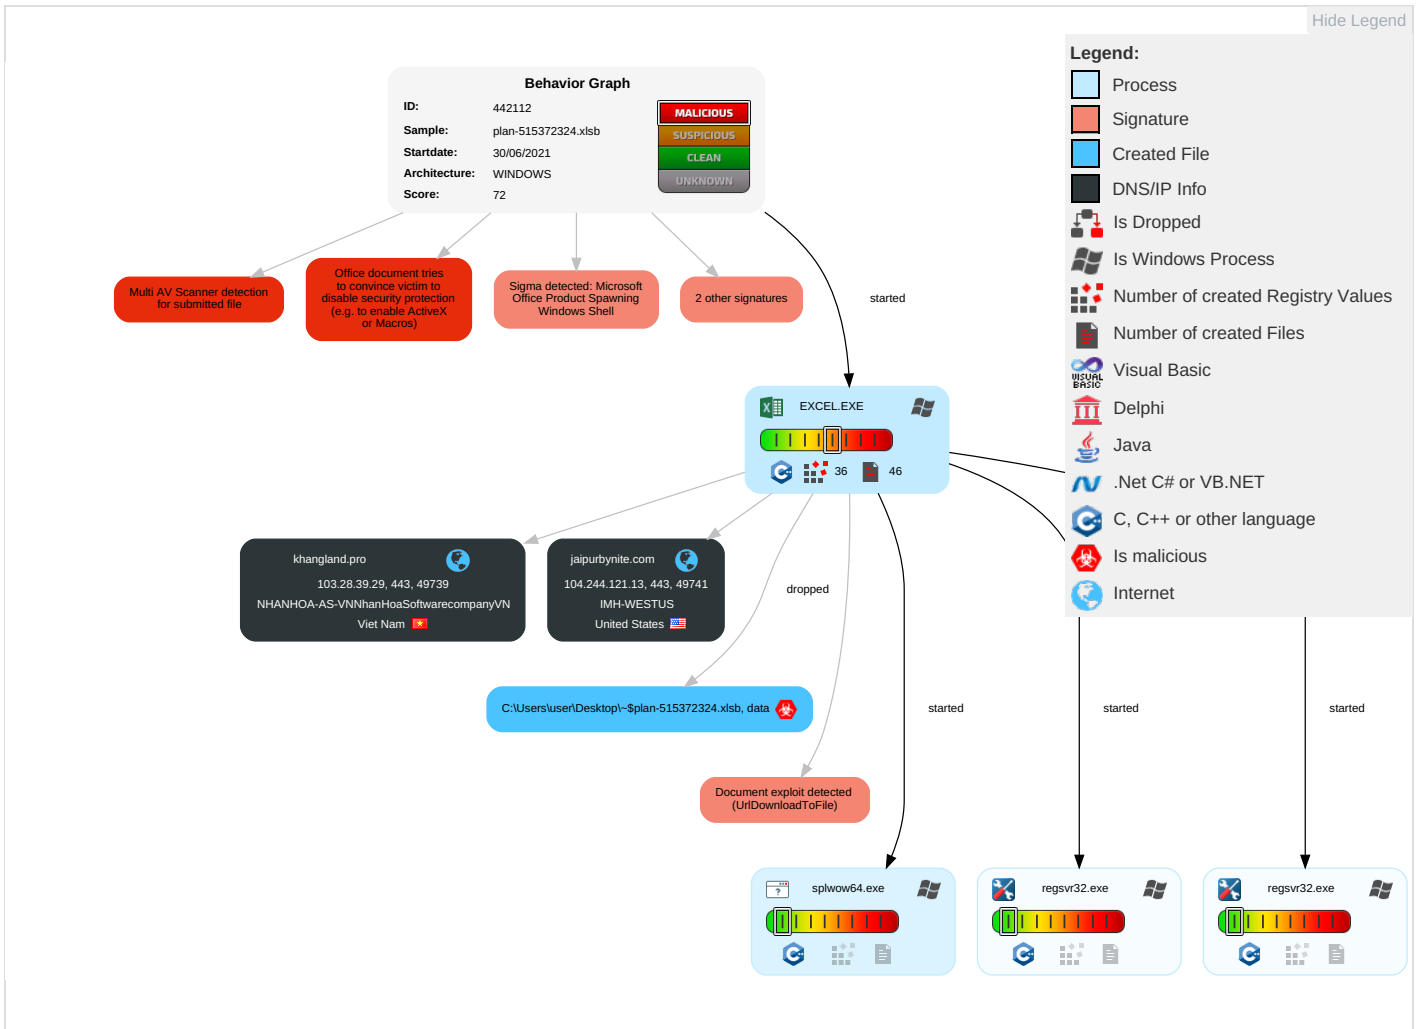 Hide Legend
Legend:
Process
Signature
Created File
DNS/IP Info
Is Dropped
Is Windows Process
Number of created Registry Values
Number of created Files
VISUAL
BASIC
Visual Basic
Delphi
Java
.Net C# or VB.NET
C, C++ or other language
Is malicious
Internet
Behavior Graph
ID: 442112
Sample: plan-515372324.xlsb
Startdate: 30/06/2021
Architecture: WINDOWS
Score: 72
MALICIOUS
SUSPICIOUS
CLEAN
UNKNOWN
Multi AV Scanner detection
for submitted file
Office document tries
to convince victim to
disable security protection
(e.g. to enable ActiveX
or Macros)
Sigma detected: Microsoft
Office Product Spawning
Windows Shell
2 other signatures
started
EXCEL.EXE
36
46
khangland.pro
103.28.39.29, 443, 49739
NHANHOA-AS-VNNhanHoaSoftwarecompanyVN
Viet Nam
jaipurbynite.com
104.244.121.13, 443, 49741
IMH-WESTUS
United States
dropped
C:\Users\user\Desktop\~$plan-515372324.xlsb, data
started
started
started
Document exploit detected
(UrlDownloadToFile)
splwow64.exe
regsvr32.exe
regsvr32.exe